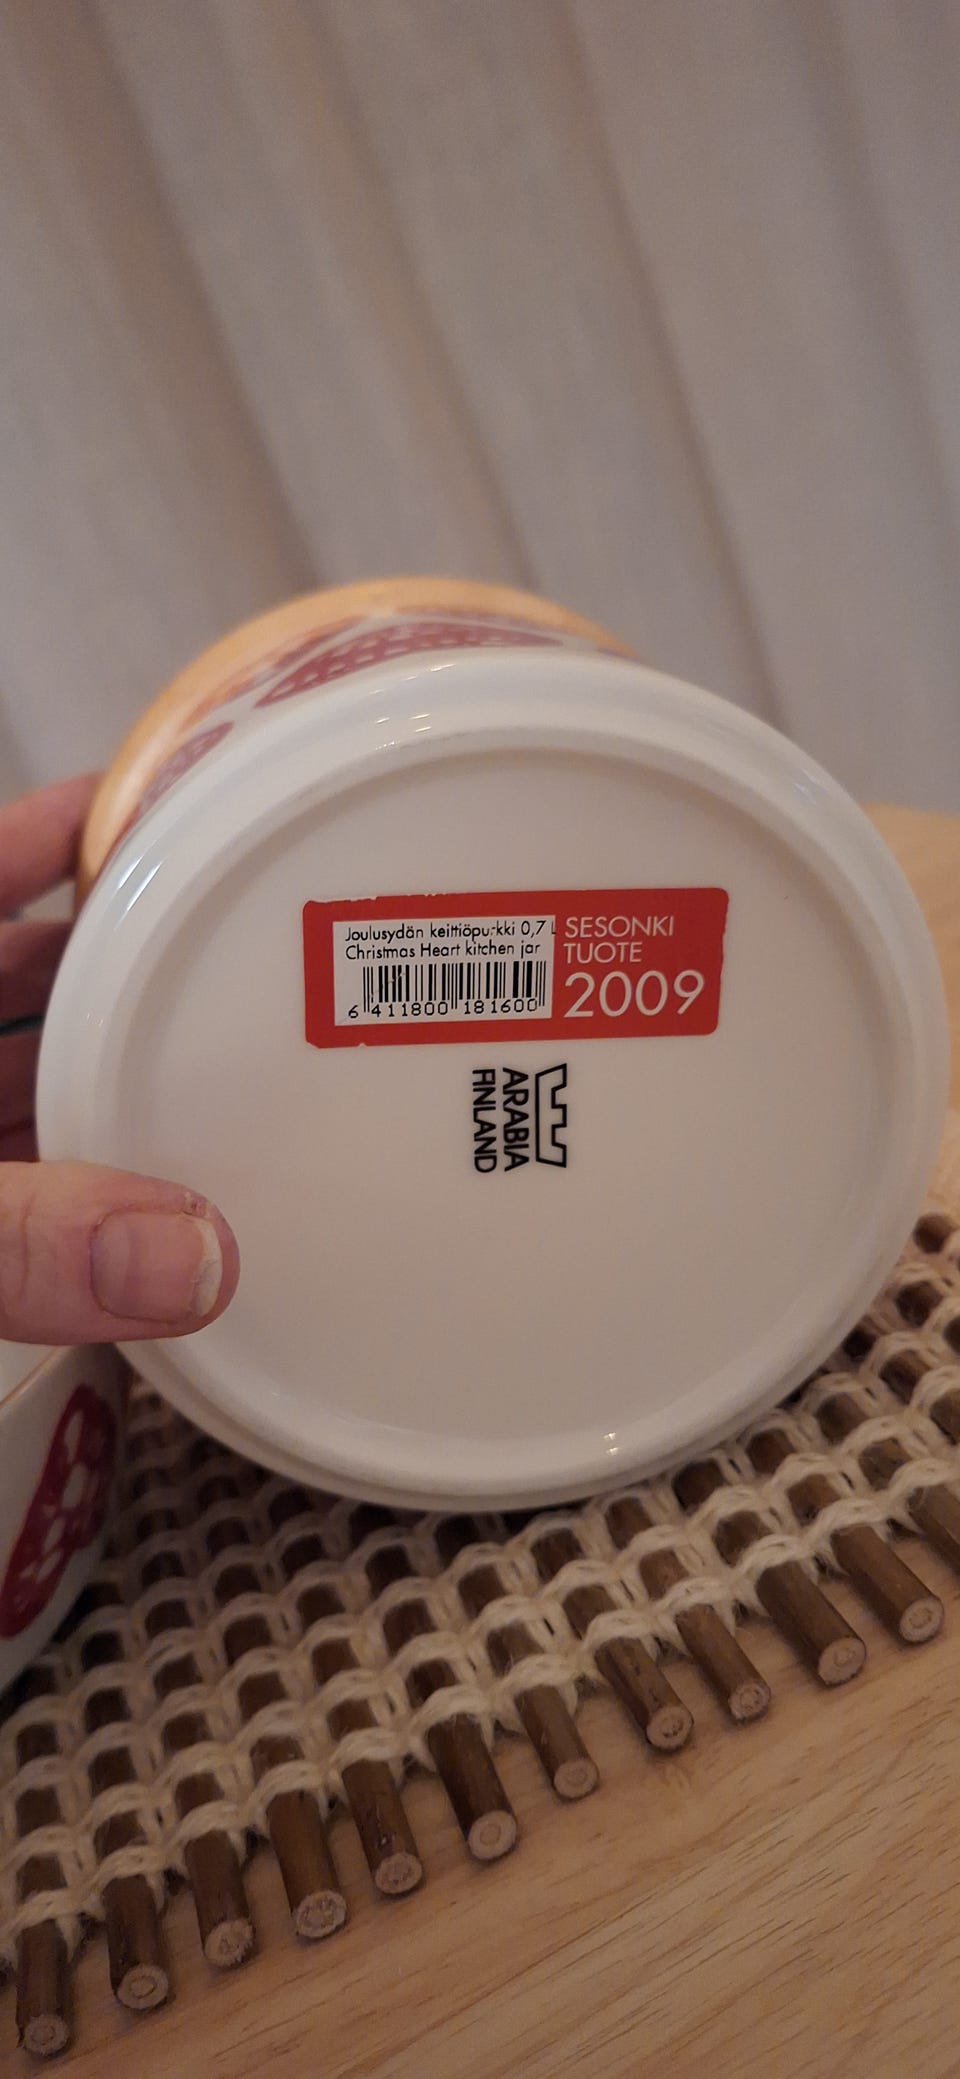 Joulusydän keittiöpurkki 0,7 L
Christmas Heart kitchen jar
6 411800 181600
SESONKI
TUOTE
2009
ARABIA
FINLAND